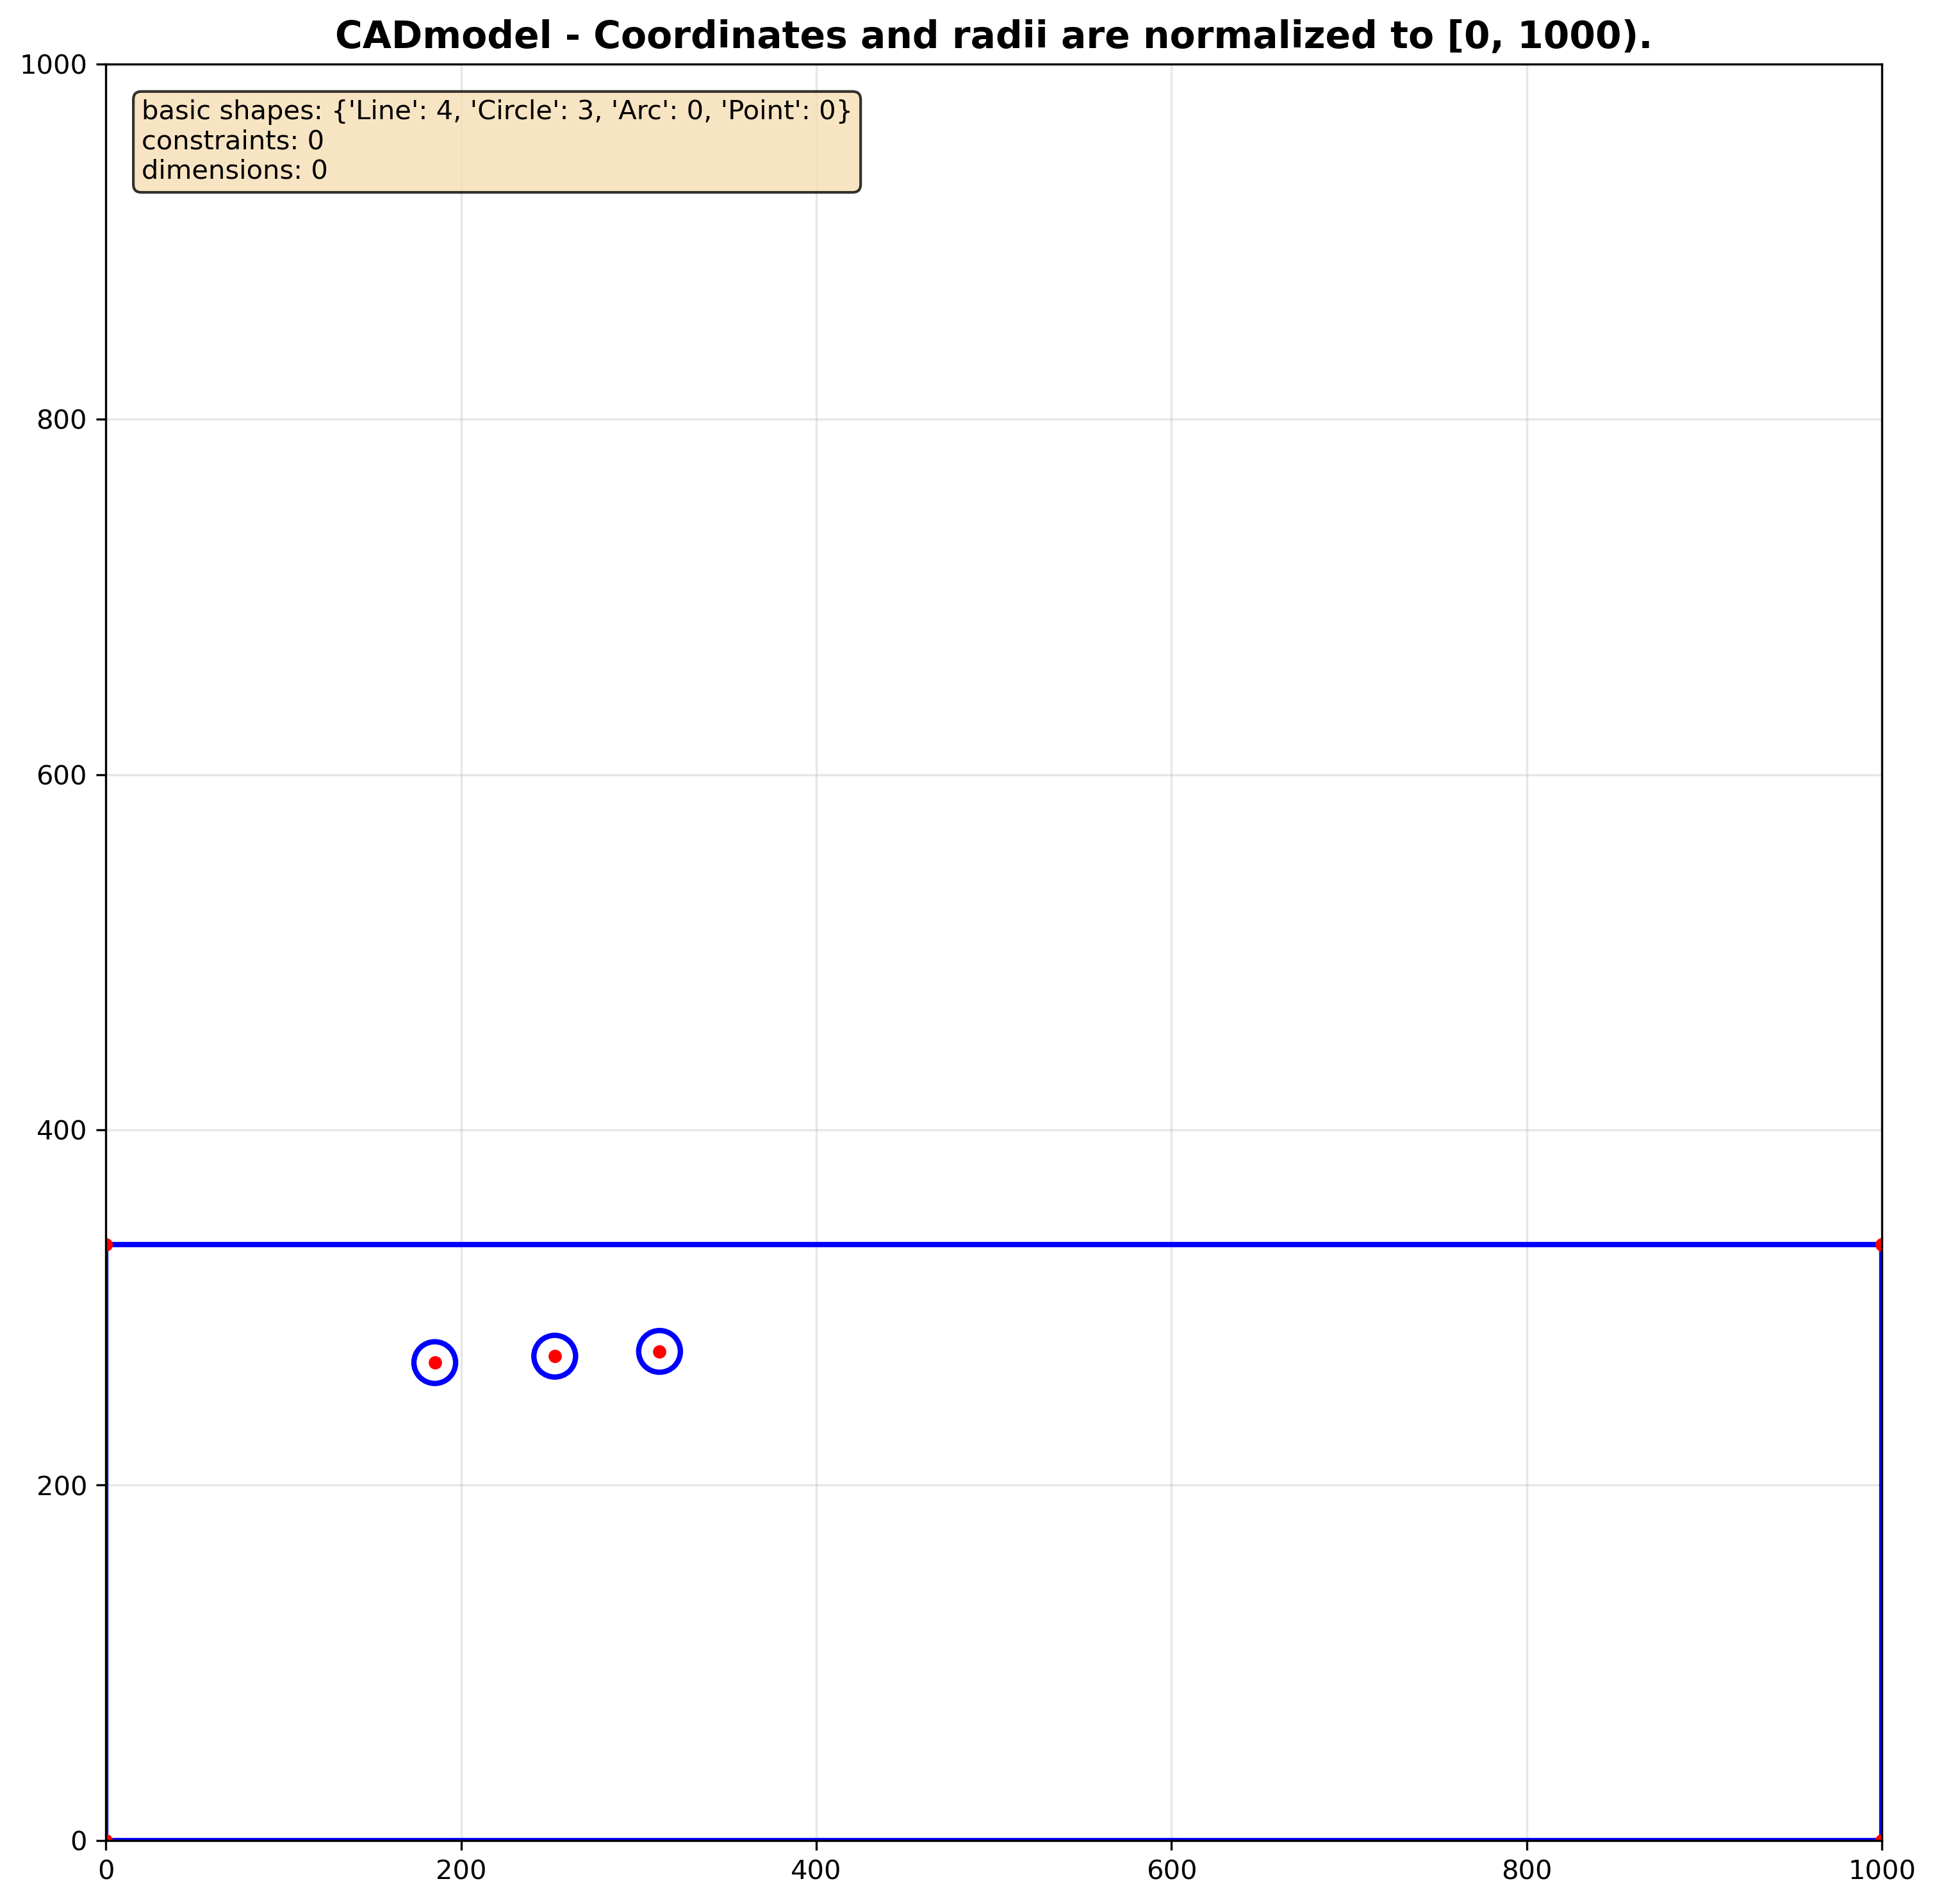 CADmodel - Coordinates and radii are normalized to [0, 1000).
basic shapes: {'Line': 4, 'Circle': 3, 'Arc': 0, 'Point': 0}
constraints: 0
dimensions: 0
1000
800
600
400
200
0
0 200 400 600 800 1000